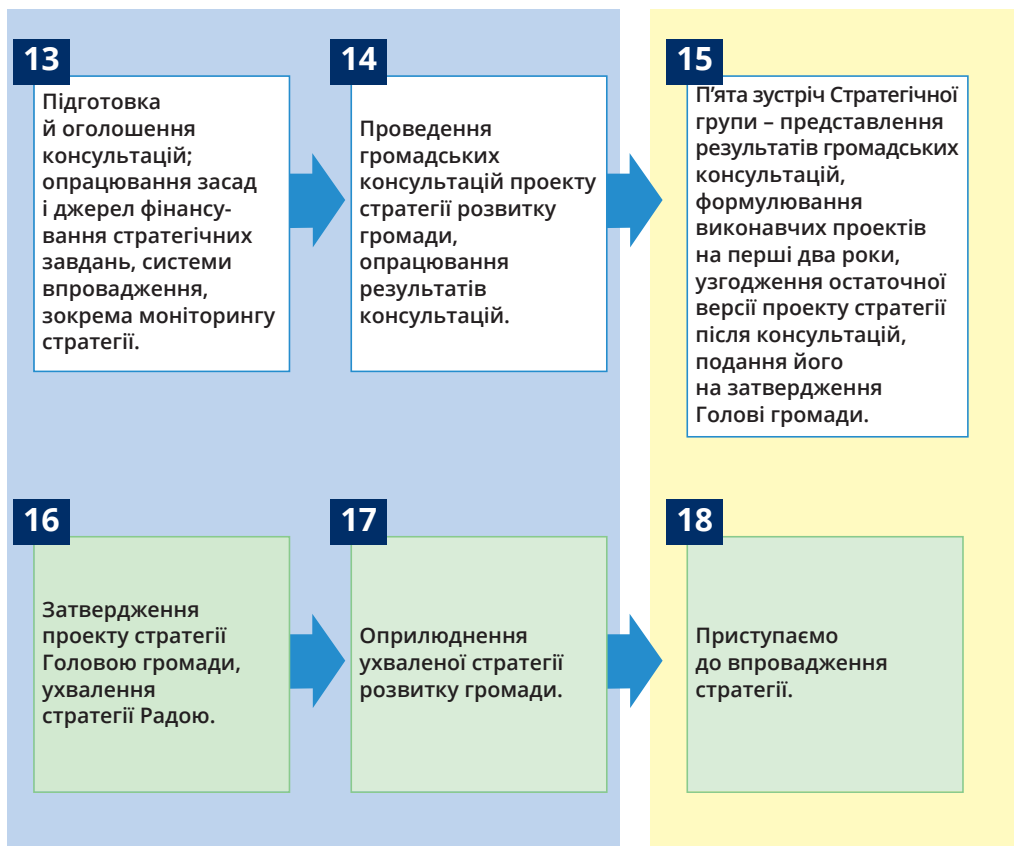 13
Підготовка
й оголошення
консультацій;
опрацювання засад
і джерел фінансу-
вання стратегічних
завдань, системи
впровадження,
зокрема моніторингу
стратегії.
14
Проведення
громадських
консультацій проекту
стратегії розвитку
громади,
опрацювання
результатів
консультацій.
15
П’ята зустріч Стратегічної
групи – представлення
результатів громадських
консультацій,
формулювання
виконавчих проектів
на перші два роки,
узгодження остаточної
версії проекту стратегії
після консультацій,
подання його
на затвердження
Голові громади.
16
Затвердження
проекту стратегії
Головою громади,
ухвалення
стратегії Радою.
17
Оприлюднення
ухваленої стратегії
розвитку громади.
18
Приступаємо
до впровадження
стратегії.